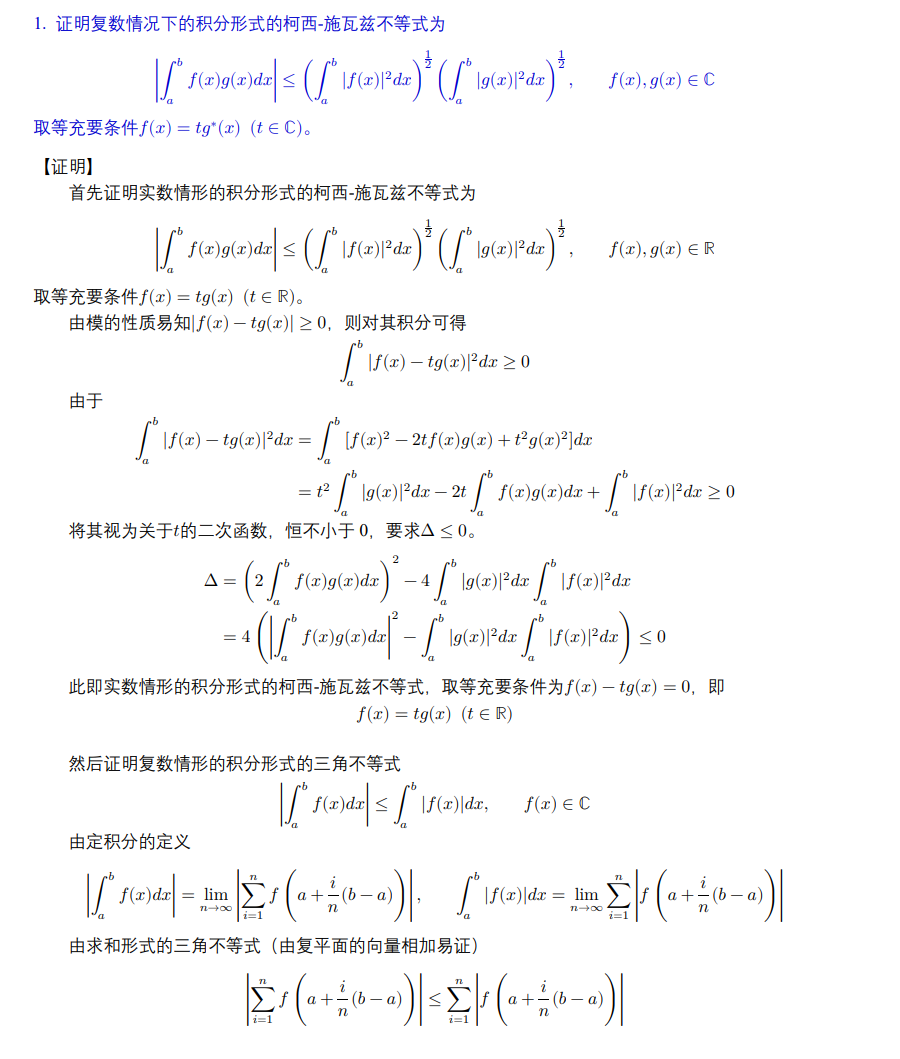 1. 证明复数情况下的积分形式的柯西-施瓦兹不等式为
$$\left|\int_a^b f(x)g(x)dx\right| \leq \left(\int_a^b |f(x)|^2dx\right)^{\frac{1}{2}} \left(\int_a^b |g(x)|^2dx\right)^{\frac{1}{2}}, \quad f(x), g(x) \in \mathbb{C}$$
取等充要条件$f(x) = tg^*(x)$ ($t \in \mathbb{C}$)。
【证明】
首先证明实数情形的积分形式的柯西-施瓦兹不等式为
$$\left|\int_a^b f(x)g(x)dx\right| \leq \left(\int_a^b |f(x)|^2dx\right)^{\frac{1}{2}} \left(\int_a^b |g(x)|^2dx\right)^{\frac{1}{2}}, \quad f(x), g(x) \in \mathbb{R}$$
取等充要条件$f(x) = tg(x)$ ($t \in \mathbb{R}$)。
由模的性质易知$|f(x) - tg(x)| \geq 0$，则对其积分可得
$$\int_a^b |f(x) - tg(x)|^2dx \geq 0$$
由于
$$\int_a^b |f(x) - tg(x)|^2dx = \int_a^b [f(x)^2 - 2tf(x)g(x) + t^2g(x)^2]dx$$
$$= t^2\int_a^b |g(x)|^2dx - 2t\int_a^b f(x)g(x)dx + \int_a^b |f(x)|^2dx \geq 0$$
将其视为关于$t$的二次函数，恒不小于 0，要求$\Delta \leq 0$。
$$\Delta = \left(2\int_a^b f(x)g(x)dx\right)^2 - 4\int_a^b |g(x)|^2dx\int_a^b |f(x)|^2dx$$
$$= 4\left(\left|\int_a^b f(x)g(x)dx\right|^2 - \int_a^b |g(x)|^2dx\int_a^b |f(x)|^2dx\right) \leq 0$$
此即实数情形的积分形式的柯西-施瓦兹不等式，取等充要条件为$f(x) - tg(x) = 0$，即
$$f(x) = tg(x) \ (t \in \mathbb{R})$$
然后证明复数情形的积分形式的三角不等式
$$\left|\int_a^b f(x)dx\right| \leq \int_a^b |f(x)|dx, \quad f(x) \in \mathbb{C}$$
由定积分的定义
$$\left|\int_a^b f(x)dx\right| = \lim_{n\to\infty}\left|\sum_{i=1}^n f\left(a + \frac{i}{n}(b-a)\right)\right|, \quad \int_a^b |f(x)|dx = \lim_{n\to\infty}\sum_{i=1}^n \left|f\left(a + \frac{i}{n}(b-a)\right)\right|$$
由求和形式的三角不等式（由复平面的向量相加易证）
$$\left|\sum_{i=1}^n f\left(a + \frac{i}{n}(b-a)\right)\right| \leq \sum_{i=1}^n \left|f\left(a + \frac{i}{n}(b-a)\right)\right|$$